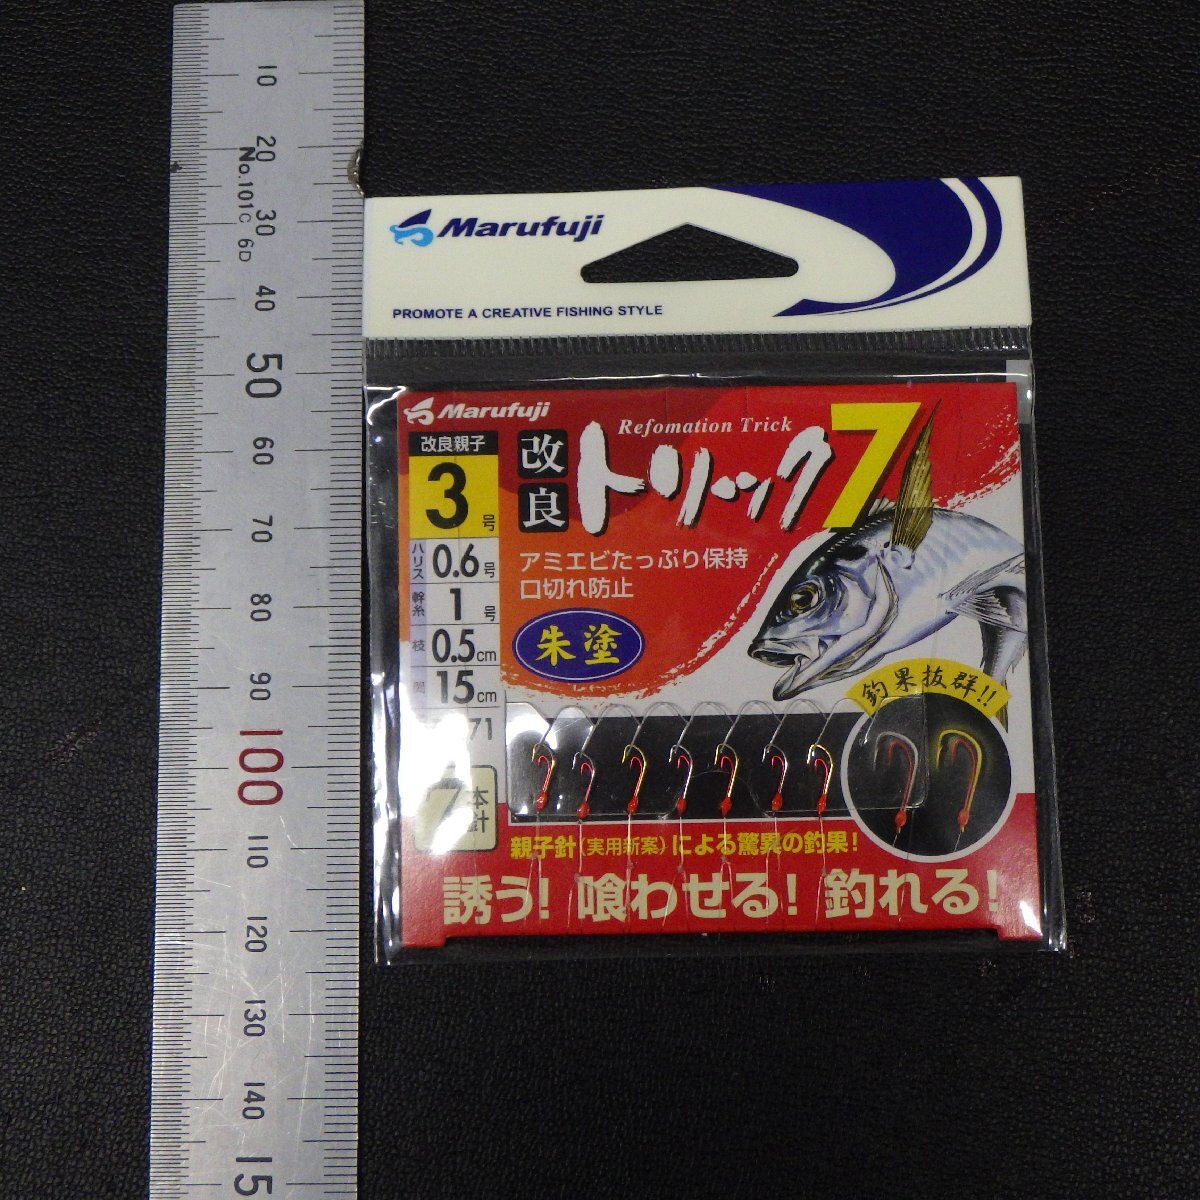 10
20
No.101C 6D
30
40
50
60
70
80
90
100
110
120
130
140
15
Marufuji
PROMOTE A CREATIVE FISHING STYLE
Marufuji
改良親子
3号
ハリス 0.6号
幹糸 1号
枝 0.5cm
間 15cm
71
7本針
Refomation Trick
改良トリック7
アミエビたっぷり保持
口切れ防止
朱塗
釣果抜群!!
親子針(実用新案)による驚異の釣果!
誘う! 喰わせる! 釣れる!